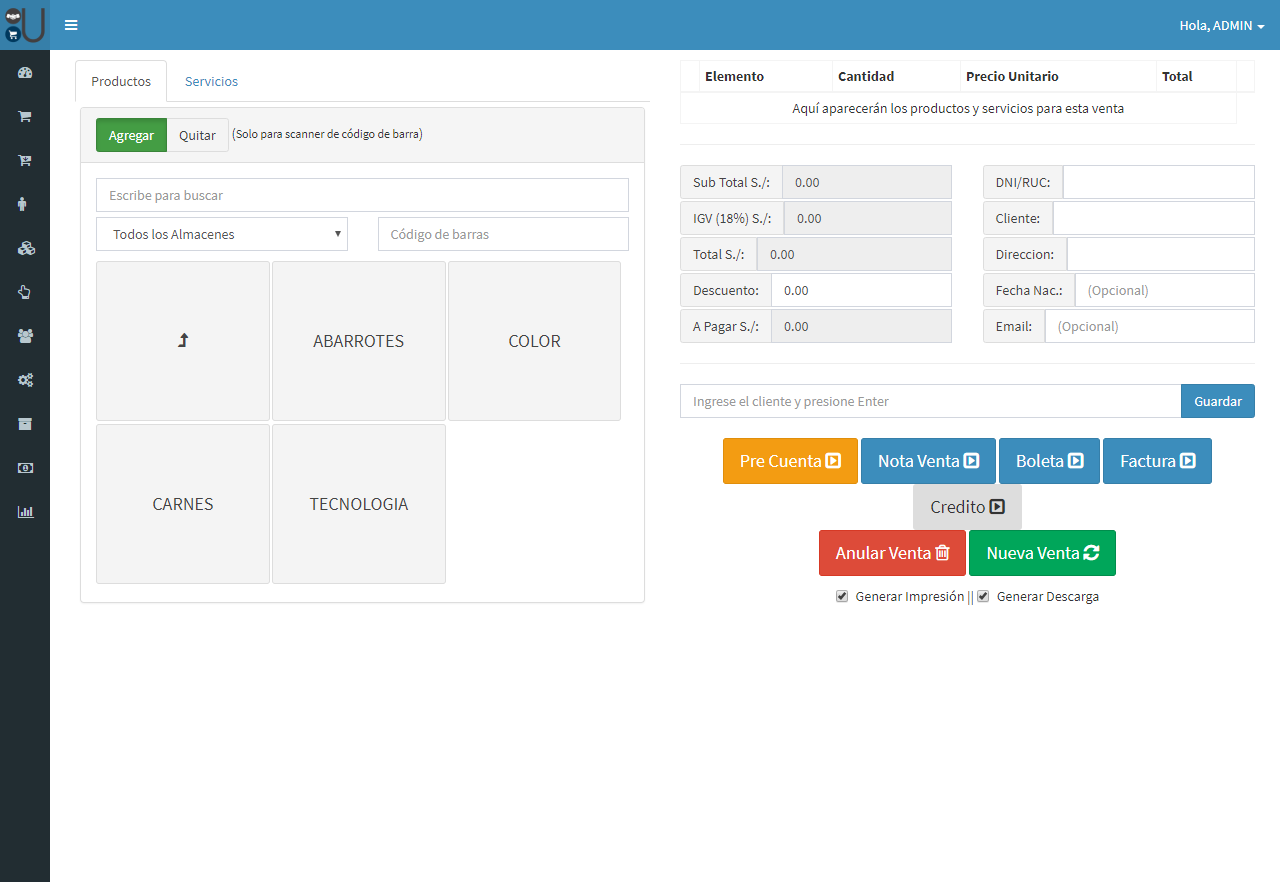 U
Hola, ADMIN
Productos
Servicios
Agregar
Quitar
(Solo para scanner de código de barra)
Escribe para buscar
Todos los Almacenes
Código de barras
ABARROTES
COLOR
CARNES
TECNOLOGIA
Elemento Cantidad Precio Unitario Total
Aquí aparecerán los productos y servicios para esta venta
Sub Total S./: 0.00
IGV (18%) S./: 0.00
Total S./: 0.00
Descuento: 0.00
A Pagar S./: 0.00
DNI/RUC:
Cliente:
Direccion:
Fecha Nac.: (Opcional)
Email: (Opcional)
Ingrese el cliente y presione Enter
Guardar
Pre Cuenta
Nota Venta
Boleta
Factura
Credito
Anular Venta
Nueva Venta
Generar Impresión || Generar Descarga